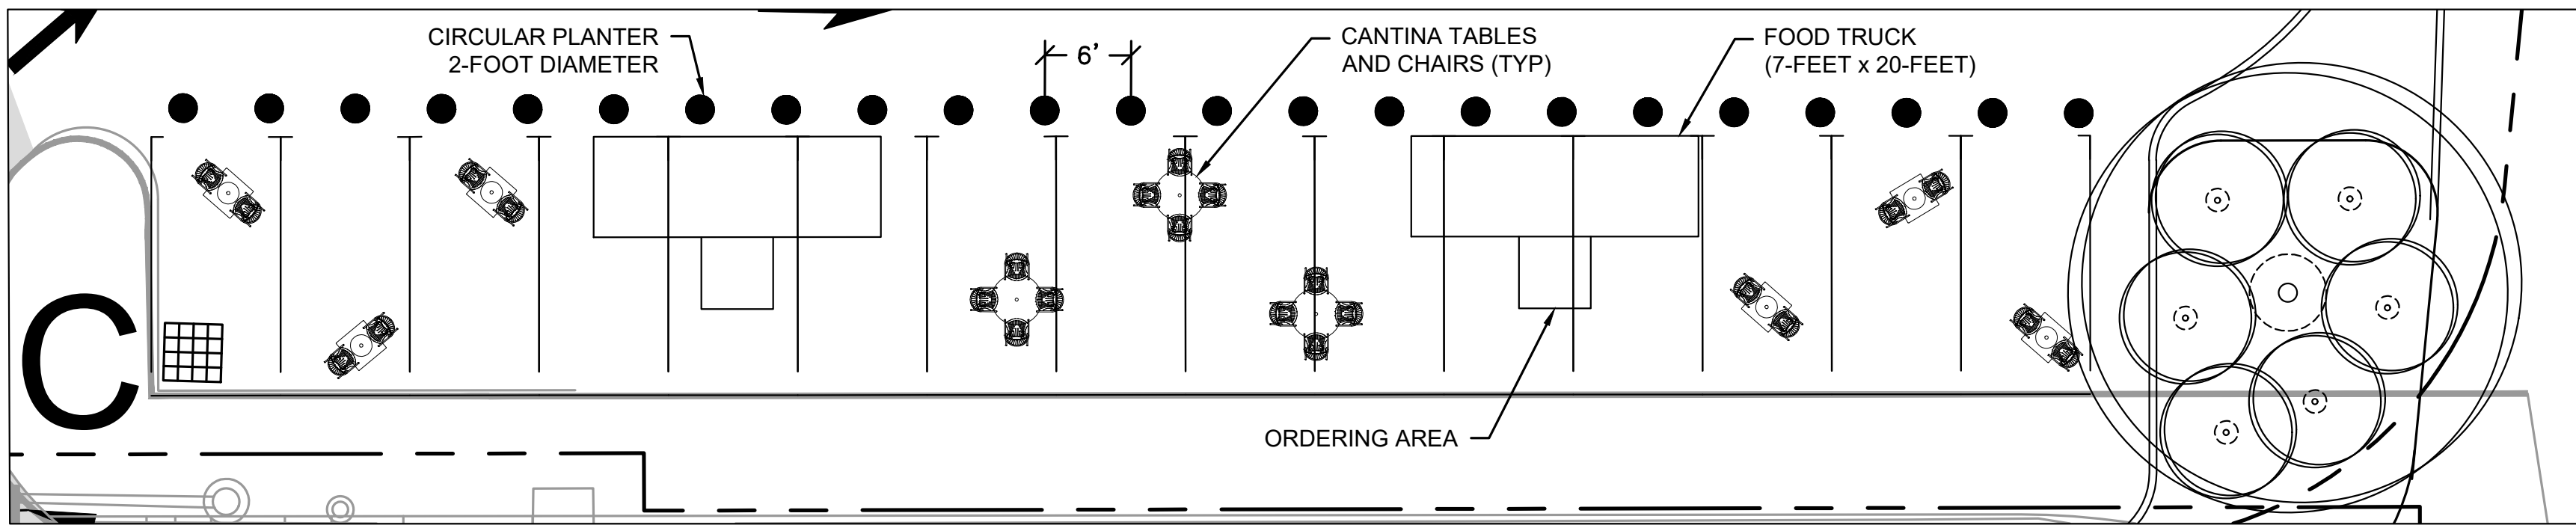 CIRCULAR PLANTER
2-FOOT DIAMETER
6'
CANTINA TABLES
AND CHAIRS (TYP)
FOOD TRUCK
(7-FEET x 20-FEET)
C
ORDERING AREA